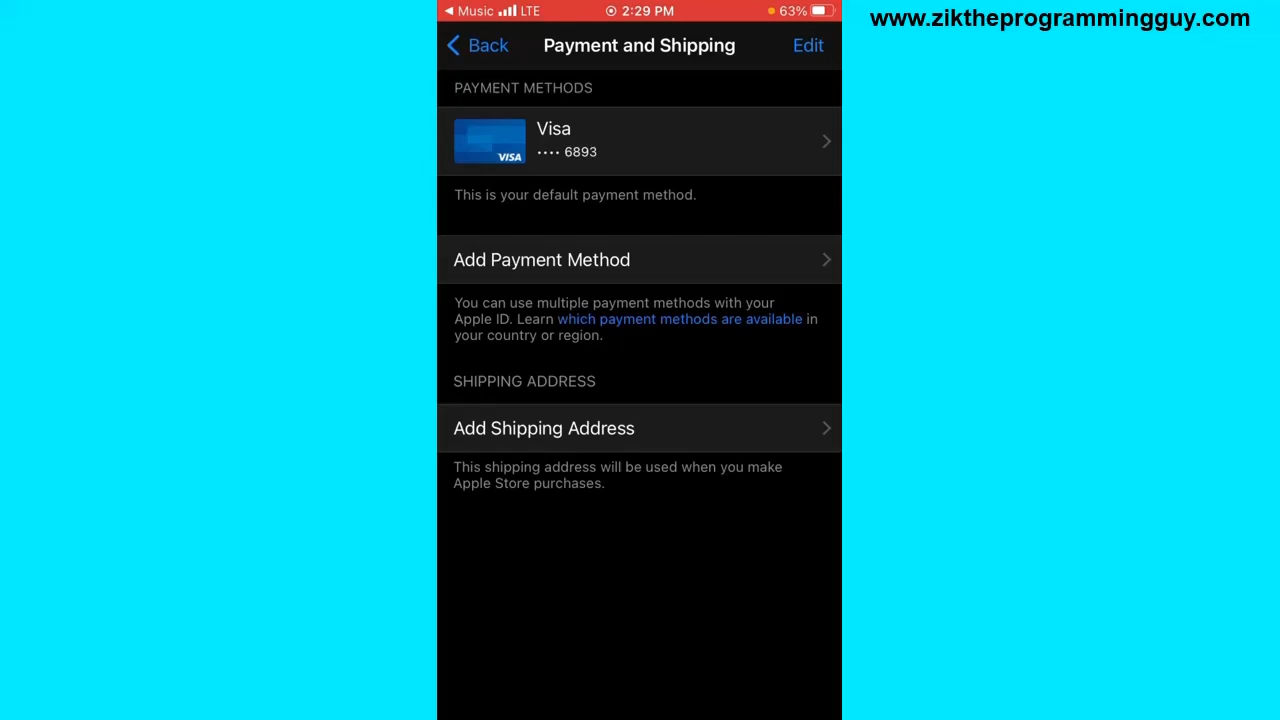 Music LTE 2:29 PM 63%
www.ziktheprogrammingguy.com
Back Payment and Shipping Edit
PAYMENT METHODS
Visa
VISA
•••• 6893
This is your default payment method.
Add Payment Method
You can use multiple payment methods with your
Apple ID. Learn which payment methods are available in
your country or region.
SHIPPING ADDRESS
Add Shipping Address
This shipping address will be used when you make
Apple Store purchases.